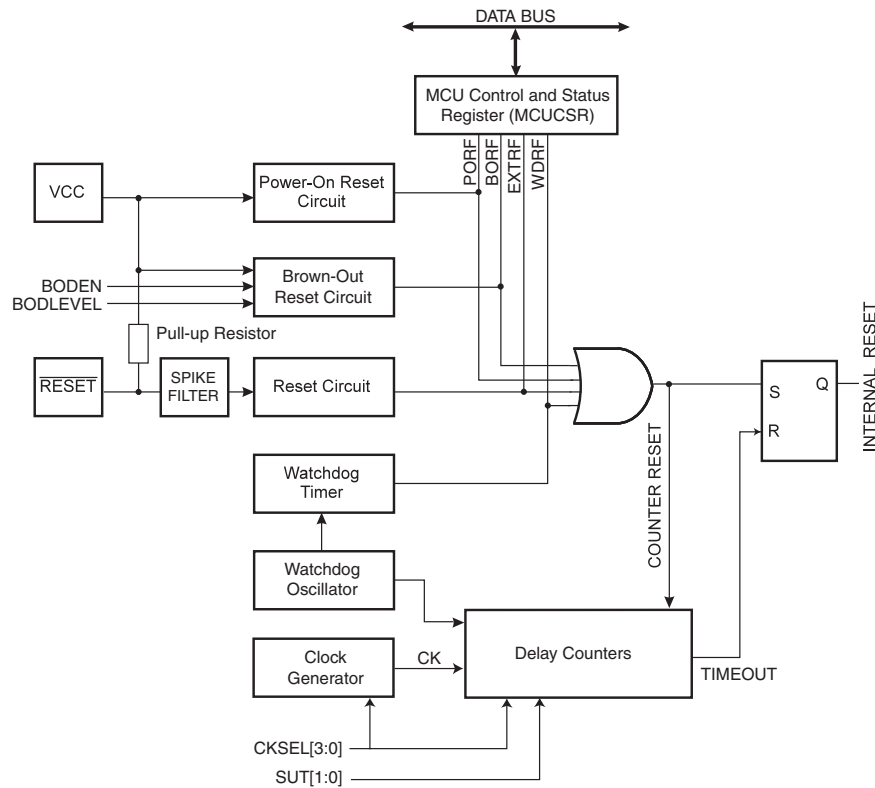 DATA BUS
MCU Control and Status
Register (MCUCSR)
PORF
BORF
EXTRF
WDRF
VCC
Power-On Reset
Circuit
BODEN
BODLEVEL
Brown-Out
Reset Circuit
Pull-up Resistor
RESET
SPIKE
FILTER
Reset Circuit
S
Q
R
INTERNAL RESET
Watchdog
Timer
COUNTER RESET
Watchdog
Oscillator
Clock
Generator
CK
Delay Counters
TIMEOUT
CKSEL[3:0]
SUT[1:0]